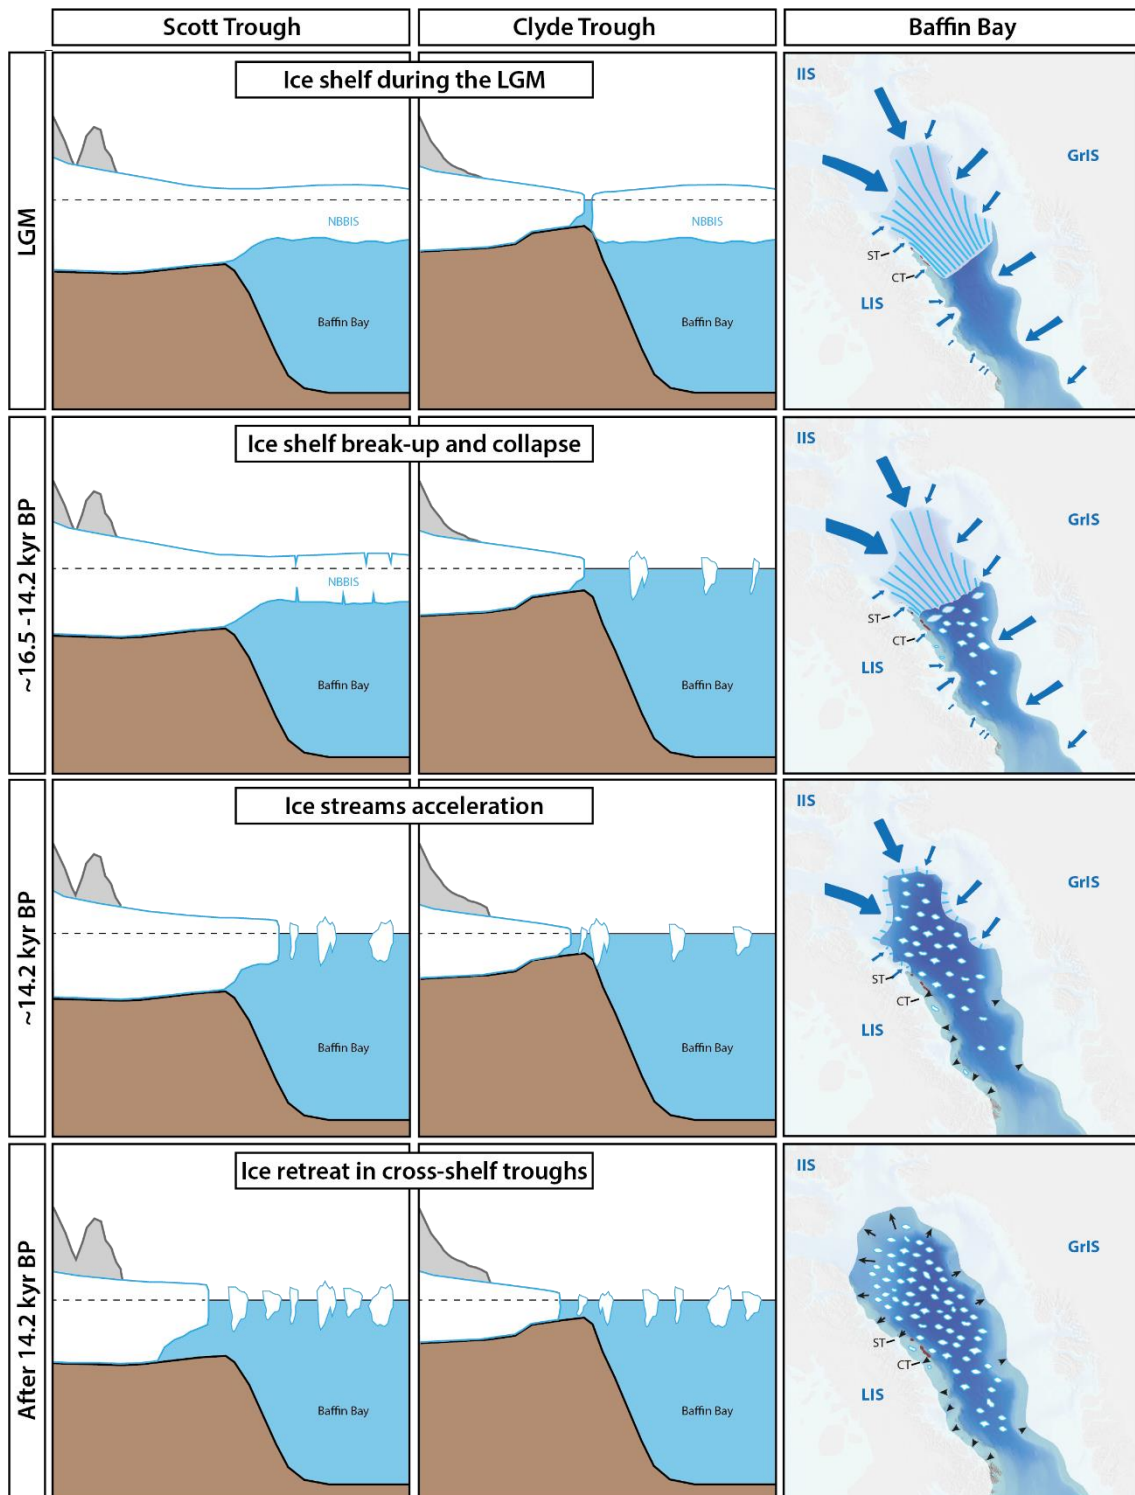 Scott Trough
Clyde Trough
Baffin Bay
LGM
Ice shelf during the LGM
NBBIS
Baffin Bay
NBBIS
Baffin Bay
IIS
GrIS
ST
CT
LIS
~16.5 -14.2 kyr BP
Ice shelf break-up and collapse
NBBIS
Baffin Bay
Baffin Bay
IIS
GrIS
ST
CT
LIS
~14.2 kyr BP
Ice streams acceleration
Baffin Bay
Baffin Bay
IIS
GrIS
ST
CT
LIS
After 14.2 kyr BP
Ice retreat in cross-shelf troughs
Baffin Bay
Baffin Bay
IIS
GrIS
ST
CT
LIS